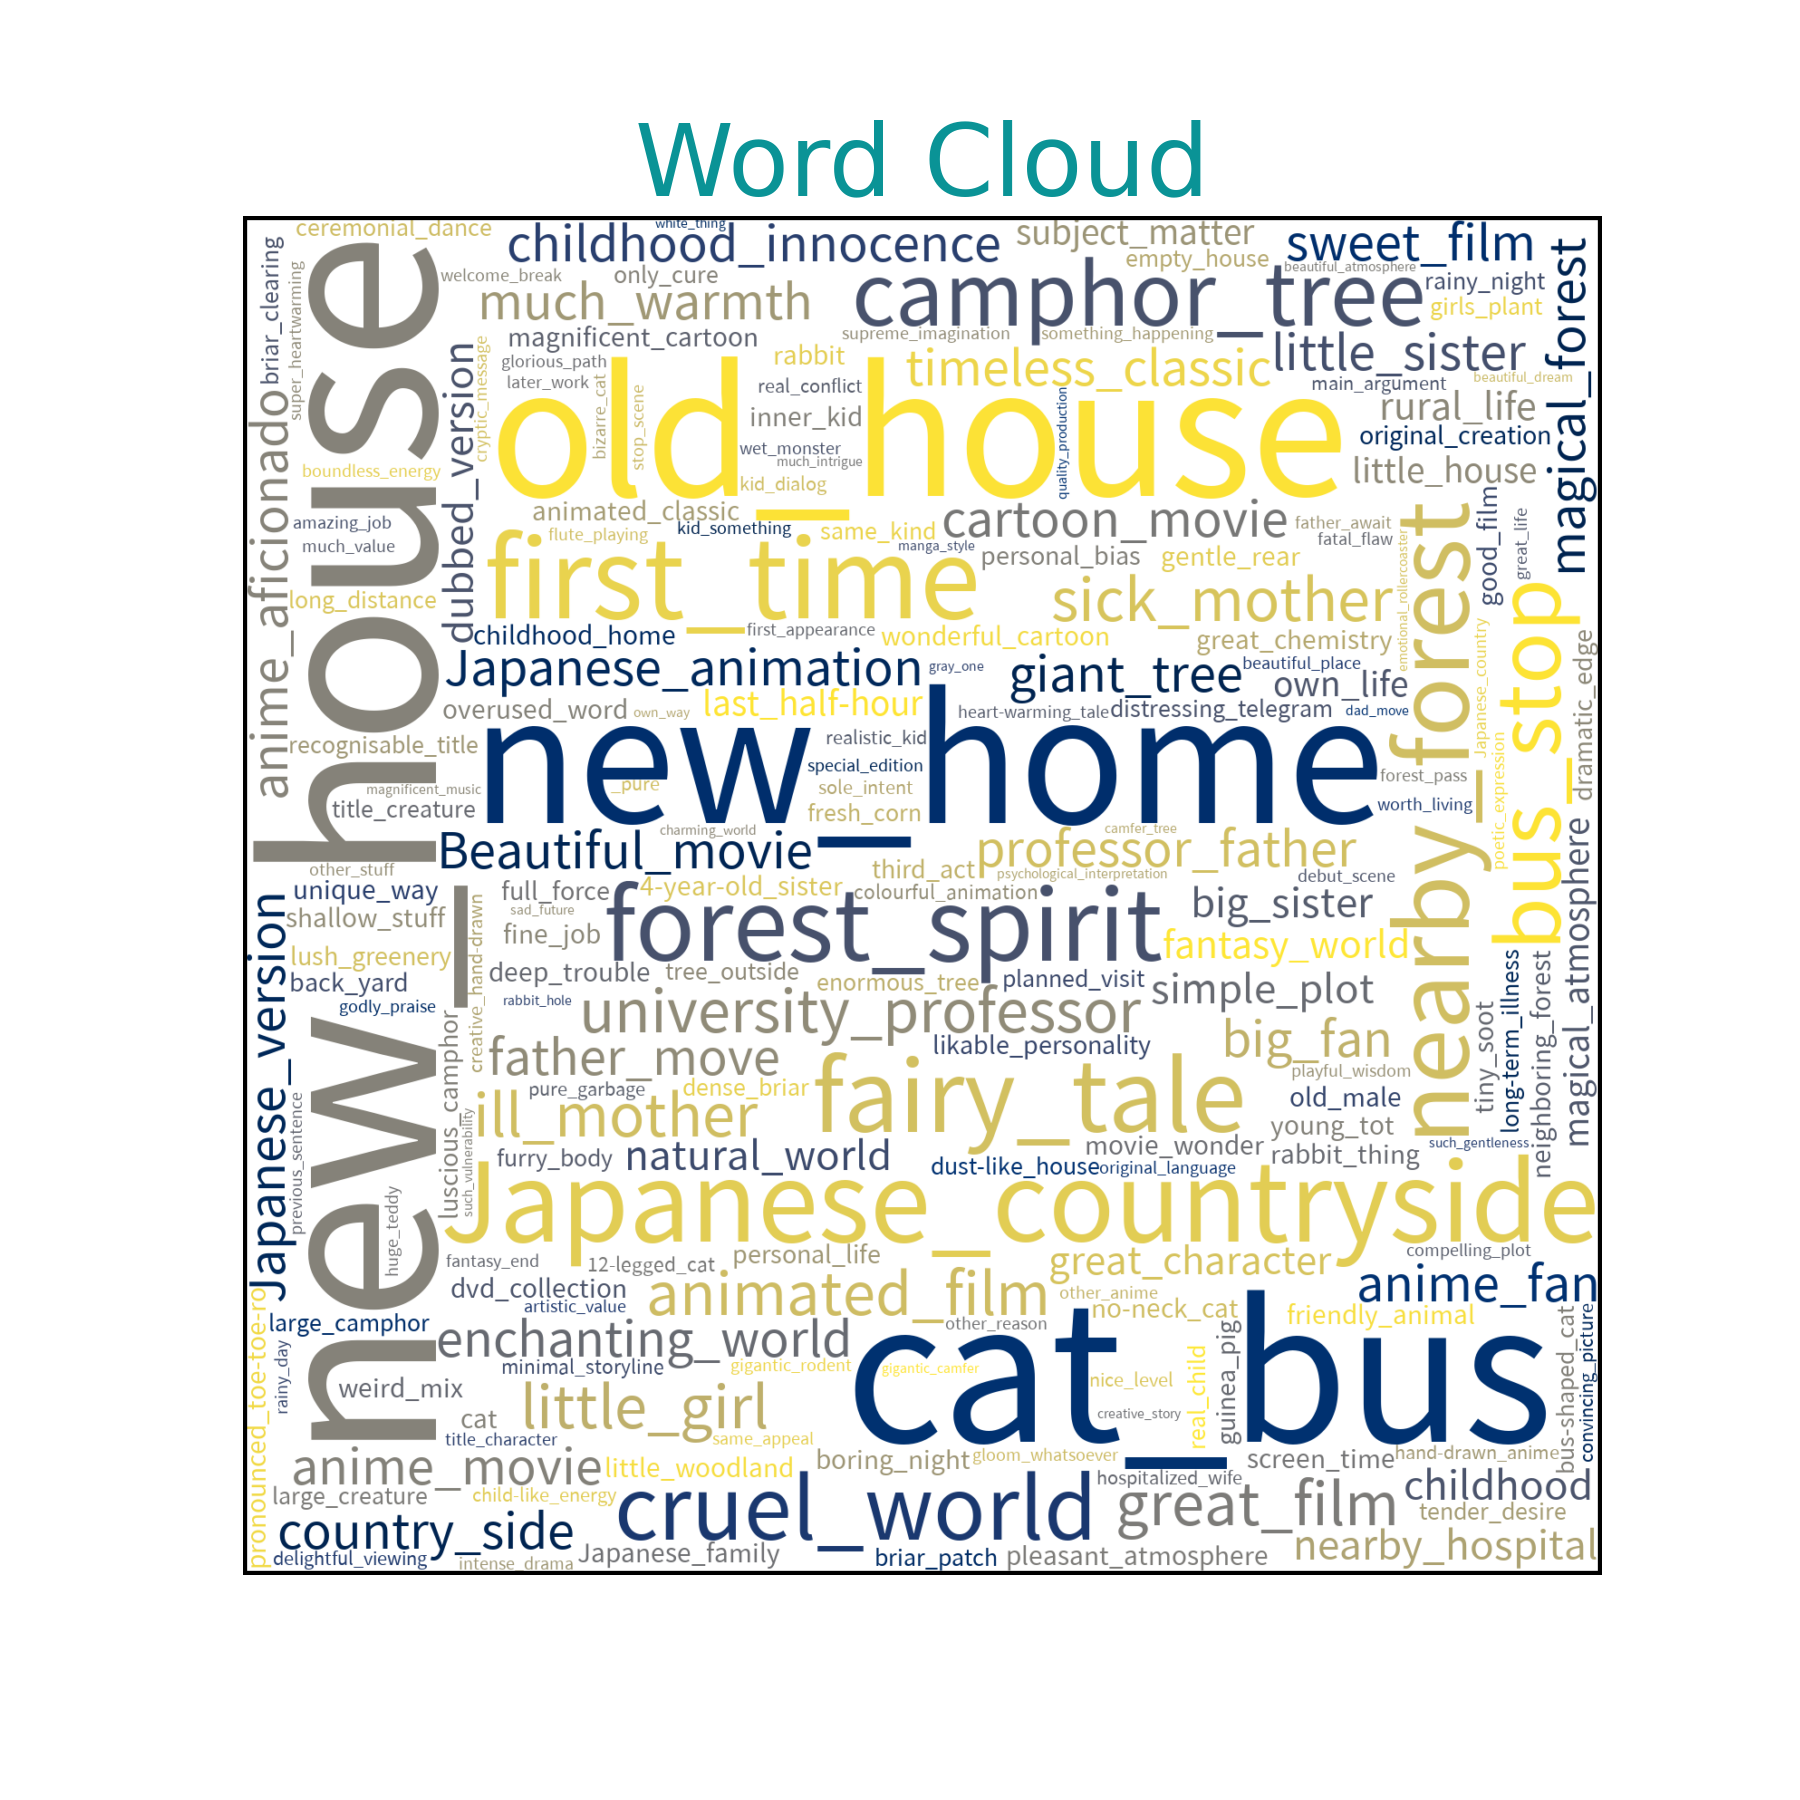 Word Cloud
ceremonial_dance
white_thing
childhood_innocence
subject_matter
sweet_film
welcome_break
only_cure
empty_house
beautiful_atmosphere
rainy_night
much_warmth
camphor_tree
girls_plant
magnificent_cartoon
supreme_imagination
something_happening
little_sister
magical_forest
briar_clearing
super_heartwarming
new_house
anime_aficionado
dubbed_version
cryptic_message
glorious_path
later_work
bizarre_cat
stop_scene
rabbit
real_conflict
timeless_classic
main_argument
beautiful_dream
old_house
inner_kid
quality_production
rural_life
original_creation
wet_monster
much_intrigue
little_house
boundless_energy
kid_dialog
animated_classic
cartoon_movie
good_film
great_life
amazing_job
much_value
flute_playing
kid_something
same_kind
manga_style
father_await
fatal_flaw
nearby_forest
first_time
personal_bias
gentle_rear
emotional_rollercoaster
long_distance
sick_mother
bus_stop
childhood_home
first_appearance
wonderful_cartoon
great_chemistry
Japanese_country
dramatic_edge
Japanese_animation
gray_one
giant_tree
beautiful_place
own_life
overused_word
own_way
last_half-hour
heart-warming_tale
distressing_telegram
dad_move
recognisable_title
new_home
realistic_kid
special_edition
forest_pass
poetic_expression
magnificent_music
_pure
sole_intent
title_creature
fresh_corn
worth_living
charming_world
camfer_tree
Beautiful_movie
professor_father
magical_atmosphere
other_stuff
third_act
psychological_interpretation
debut_scene
unique_way
full_force
4-year-old_sister
colourful_animation
Japanese_version
shallow_stuff
creative_hand-drawn
sad_future
forest_spirit
big_sister
fine_job
fantasy_world
lush_greenery
deep_trouble
tree_outside
enormous_tree
planned_visit
long-term_illness
neighboring_forest
back_yard
godly_praise
rabbit_hole
simple_plot
university_professor
tiny_soot
luscious_camphor
father_move
likable_personality
big_fan
pure_garbage
dense_briar
fairy_tale
playful_wisdom
previous_sentence
such_vulnerability
ill_mother
old_male
young_tot
such_gentleness
furry_body
natural_world
movie_wonder
dust-like_house
original_language
rabbit_thing
huge_teddy
Japanese_countryside
fantasy_end
12-legged_cat
personal_life
great_character
compelling_plot
dvd_collection
artistic_value
animated_film
other_anime
anime_fan
pronounced_toe-toe-ro
large_camphor
other_reason
no-neck_cat
friendly_animal
bus-shaped_cat
convincing_picture
rainy_day
enchanting_world
cat_bus
minimal_storyline
gigantic_rodent
gigantic_camfer
nice_level
real_child
guinea_pig
weird_mix
cat
little_girl
creative_story
title_character
same_appeal
anime_movie
little_woodland
boring_night
gloom_whatsoever
screen_time
hand-drawn_anime
hospitalized_wife
large_creature
child-like_energy
cruel_world
great_film
childhood
tender_desire
country_side
delightful_viewing
intense_drama
Japanese_family
briar_patch
pleasant_atmosphere
nearby_hospital